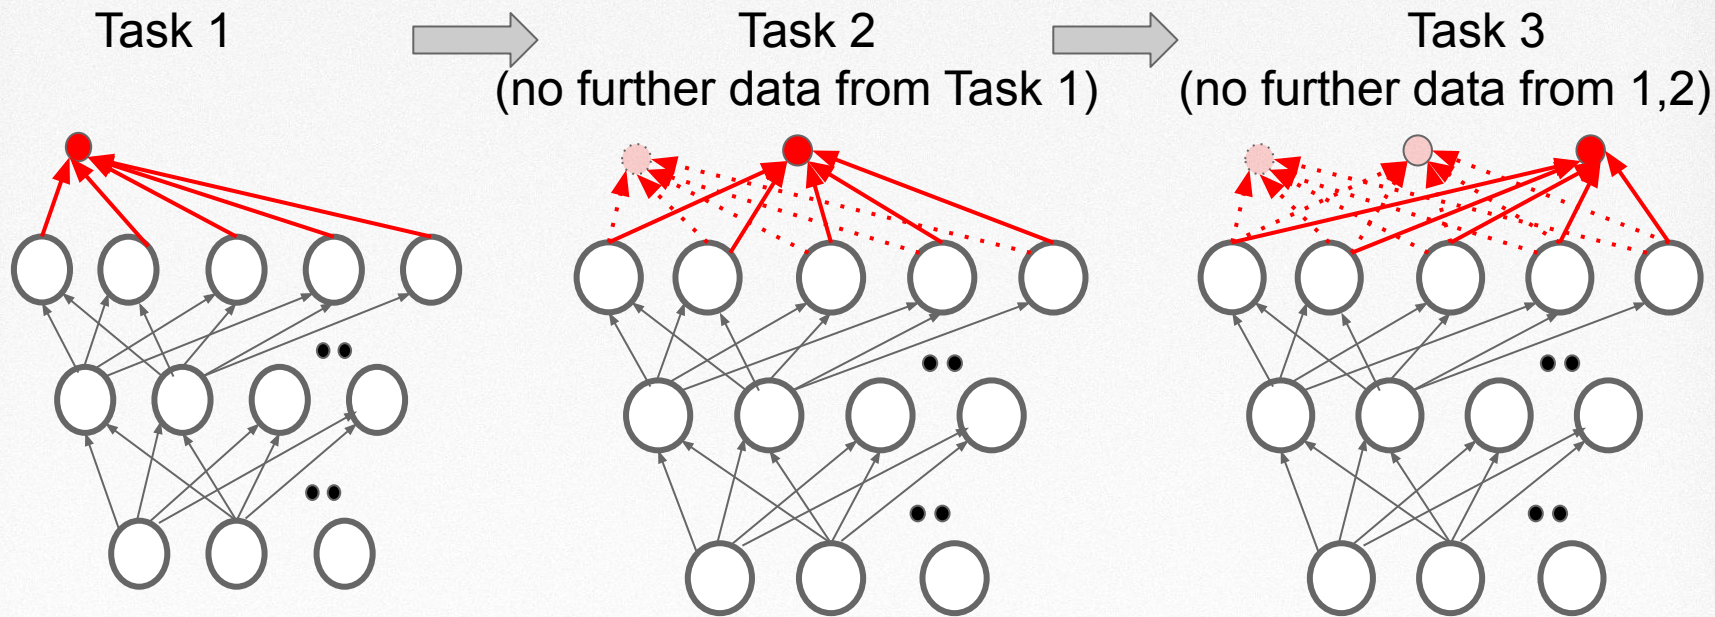 Task 1
Task 2
(no further data from Task 1)
Task 3
(no further data from 1,2)